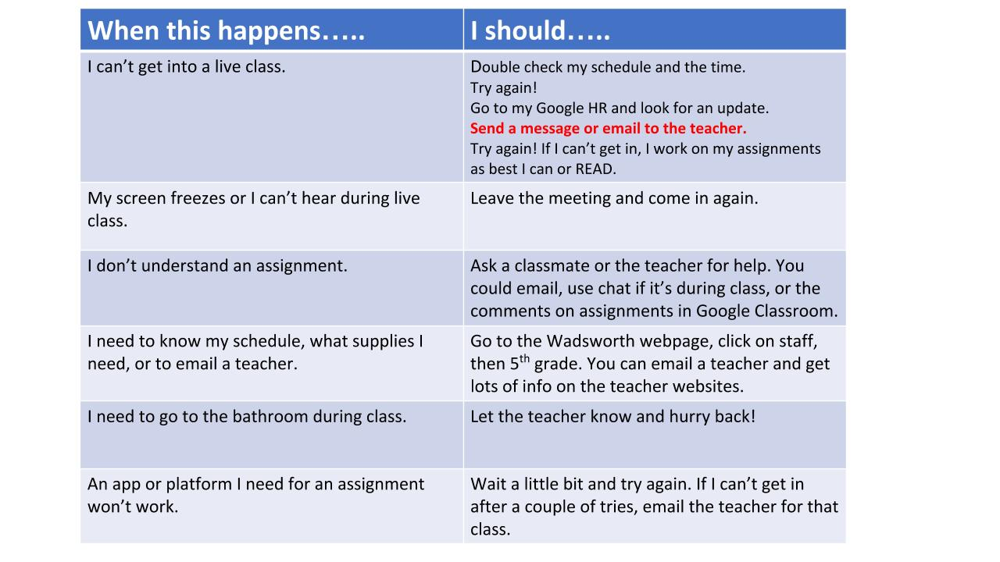 When this happens.....
I should.....
I can't get into a live class.
Double check my schedule and the time.
Try again!
Go to my Google HR and look for an update.
Send a message or email to the teacher.
Try again! If I can't get in, I work on my assignments
as best I can or READ.
My screen freezes or I can't hear during live
class.
Leave the meeting and come in again.
I don't understand an assignment.
Ask a classmate or the teacher for help. You
could email, use chat if it's during class, or the
comments on assignments in Google Classroom.
I need to know my schedule, what supplies I
need, or to email a teacher.
Go to the Wadsworth webpage, click on staff,
then 5th grade. You can email a teacher and get
lots of info on the teacher websites.
I need to go to the bathroom during class.
Let the teacher know and hurry back!
An app or platform I need for an assignment
won't work.
Wait a little bit and try again. If I can't get in
after a couple of tries, email the teacher for that
class.